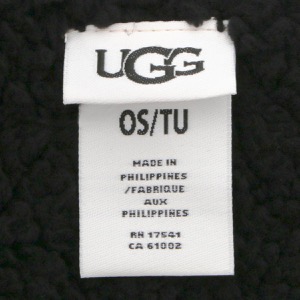 UGG
OS/TU
MADE IN
PHILIPPINES
/FABRIQUE
AUX
PHILIPPINES
RN 17541
CA 61002